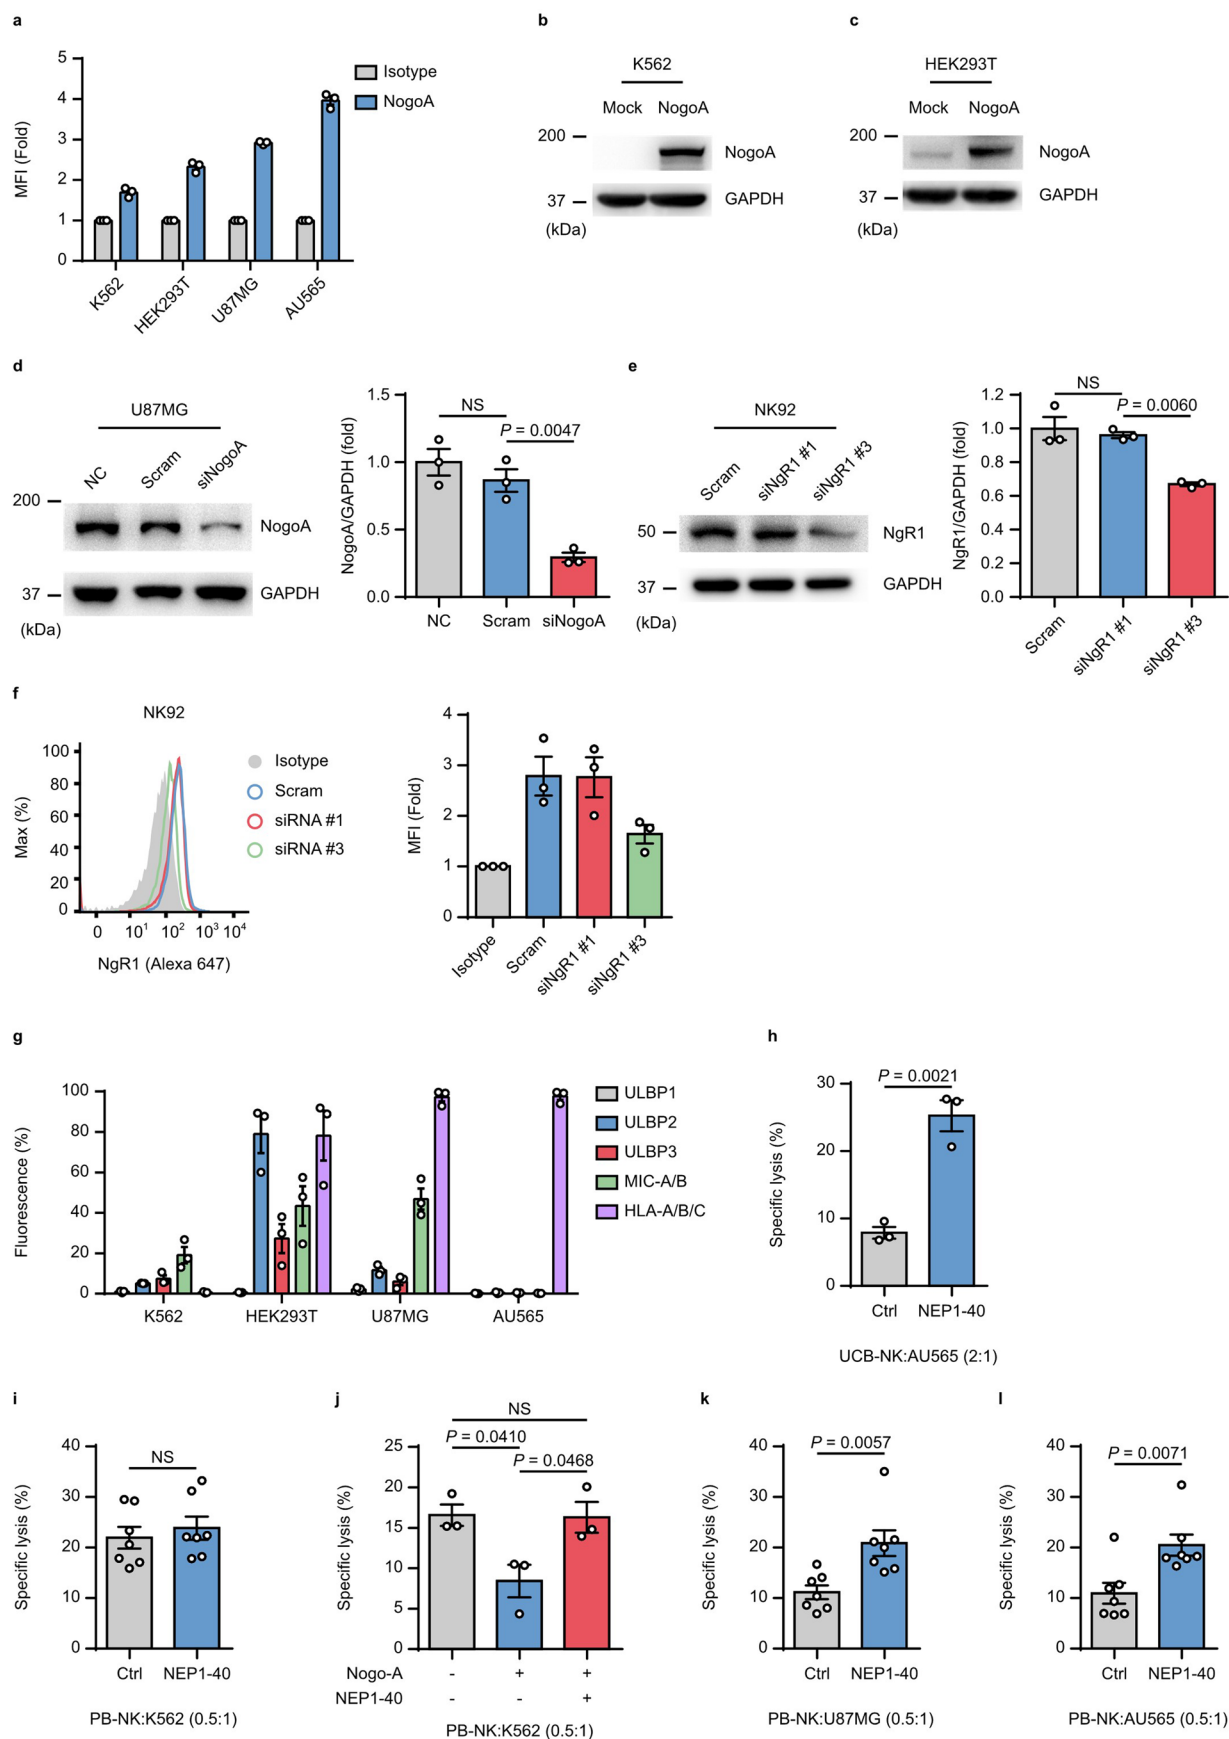 a
MFI (Fold)
5
4
3
2
1
0
K562
HEK293T
U87MG
AU565
Isotype
NogoA
b
K562
Mock NogoA
200
NogoA
37
GAPDH
(kDa)
c
HEK293T
Mock NogoA
200
NogoA
37
GAPDH
(kDa)
d
U87MG
NC
Scram
siNogoA
200
NogoA
37
GAPDH
(kDa)
NogoA/GAPDH (fold)
1.5
1.0
0.5
0.0
NS
P = 0.0047
NC Scram siNogoA
e
NK92
Scram
siNgR1 #1
siNgR1 #3
50
NgR1
37
GAPDH
(kDa)
NgR1/GAPDH (fold)
1.2
1.0
0.8
0.6
0.4
0.2
0.0
NS
P = 0.0060
Scram
siNgR1 #1
siNgR1 #3
f
NK92
Max (%)
100
80
60
40
20
0
0 10¹ 10² 10³ 10⁴
NgR1 (Alexa 647)
Isotype
Scram
siRNA #1
siRNA #3
MFI (Fold)
4
3
2
1
0
Isotype
Scram
siNgR1 #1
siNgR1 #3
g
Fluorescence (%)
100
80
60
40
20
0
K562 HEK293T U87MG AU565
ULBP1
ULBP2
ULBP3
MIC-A/B
HLA-A/B/C
h
Specific lysis (%)
30
20
10
0
P = 0.0021
Ctrl NEP1-40
UCB-NK:AU565 (2:1)
i
Specific lysis (%)
40
30
20
10
0
NS
Ctrl NEP1-40
PB-NK:K562 (0.5:1)
j
Specific lysis (%)
25
20
15
10
5
0
NS
P = 0.0410
P = 0.0468
Nogo-A - + +
NEP1-40 - - +
PB-NK:K562 (0.5:1)
k
Specific lysis (%)
40
30
20
10
0
P = 0.0057
Ctrl NEP1-40
PB-NK:U87MG (0.5:1)
l
Specific lysis (%)
40
30
20
10
0
P = 0.0071
Ctrl NEP1-40
PB-NK:AU565 (0.5:1)